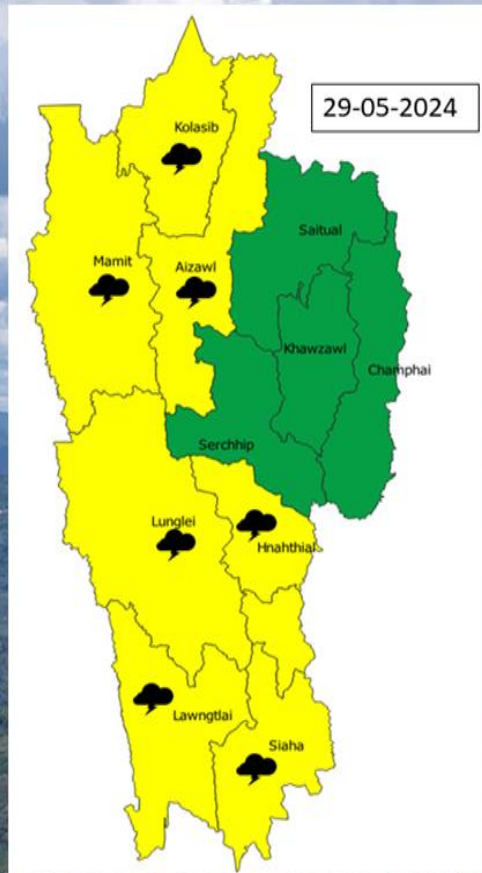 29-05-2024
Kolasib
Saitual
Mamit
Aizawl
Khawzawl
Champhai
Serchhip
Lunglei
Hnahthial
Lawngtlai
Siaha